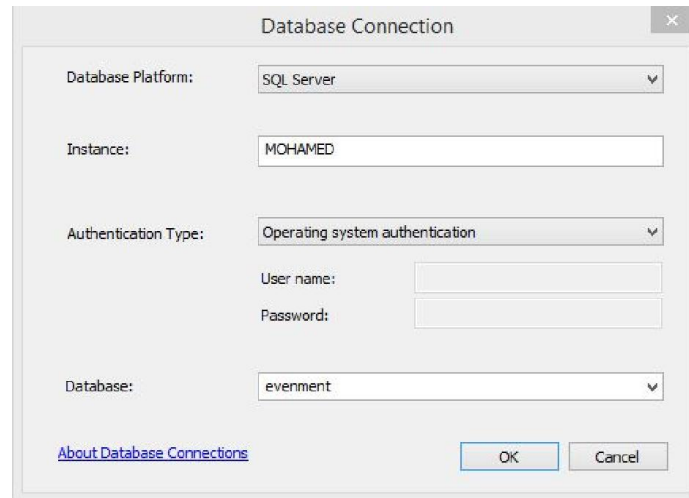 Database Connection
Database Platform: SQL Server
Instance: MOHAMED
Authentication Type: Operating system authentication
User name:
Password:
Database: evenment
About Database Connections OK Cancel